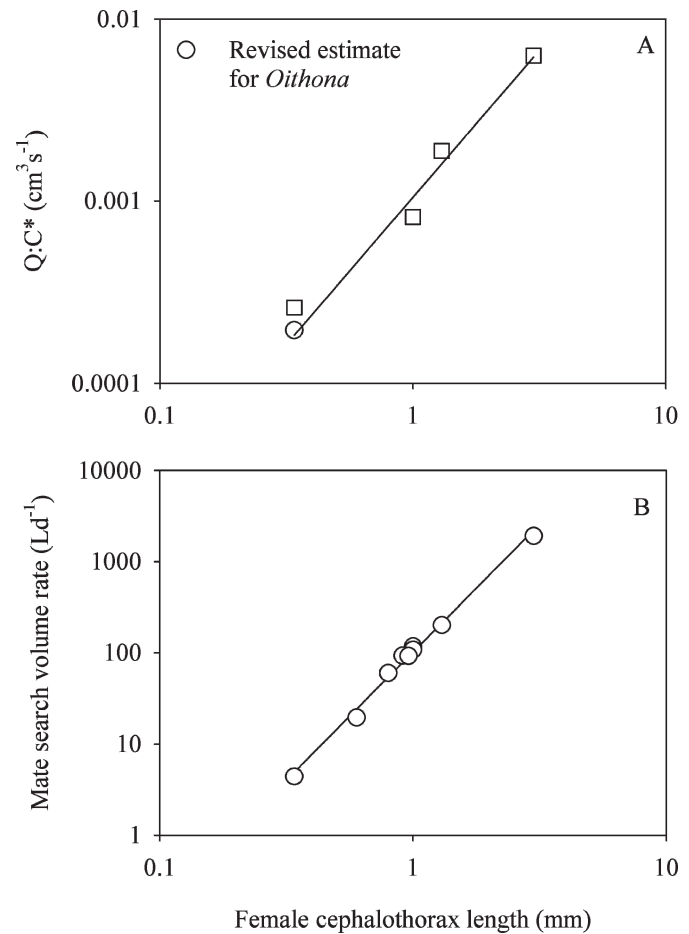 0.01
Revised estimate
for Oithona
A
0.001
0.0001
Q:C* (cm³s⁻¹)
0.1
1
10
10000
B
1000
100
10
1
Mate search volume rate (Ld⁻¹)
0.1
1
10
Female cephalothorax length (mm)